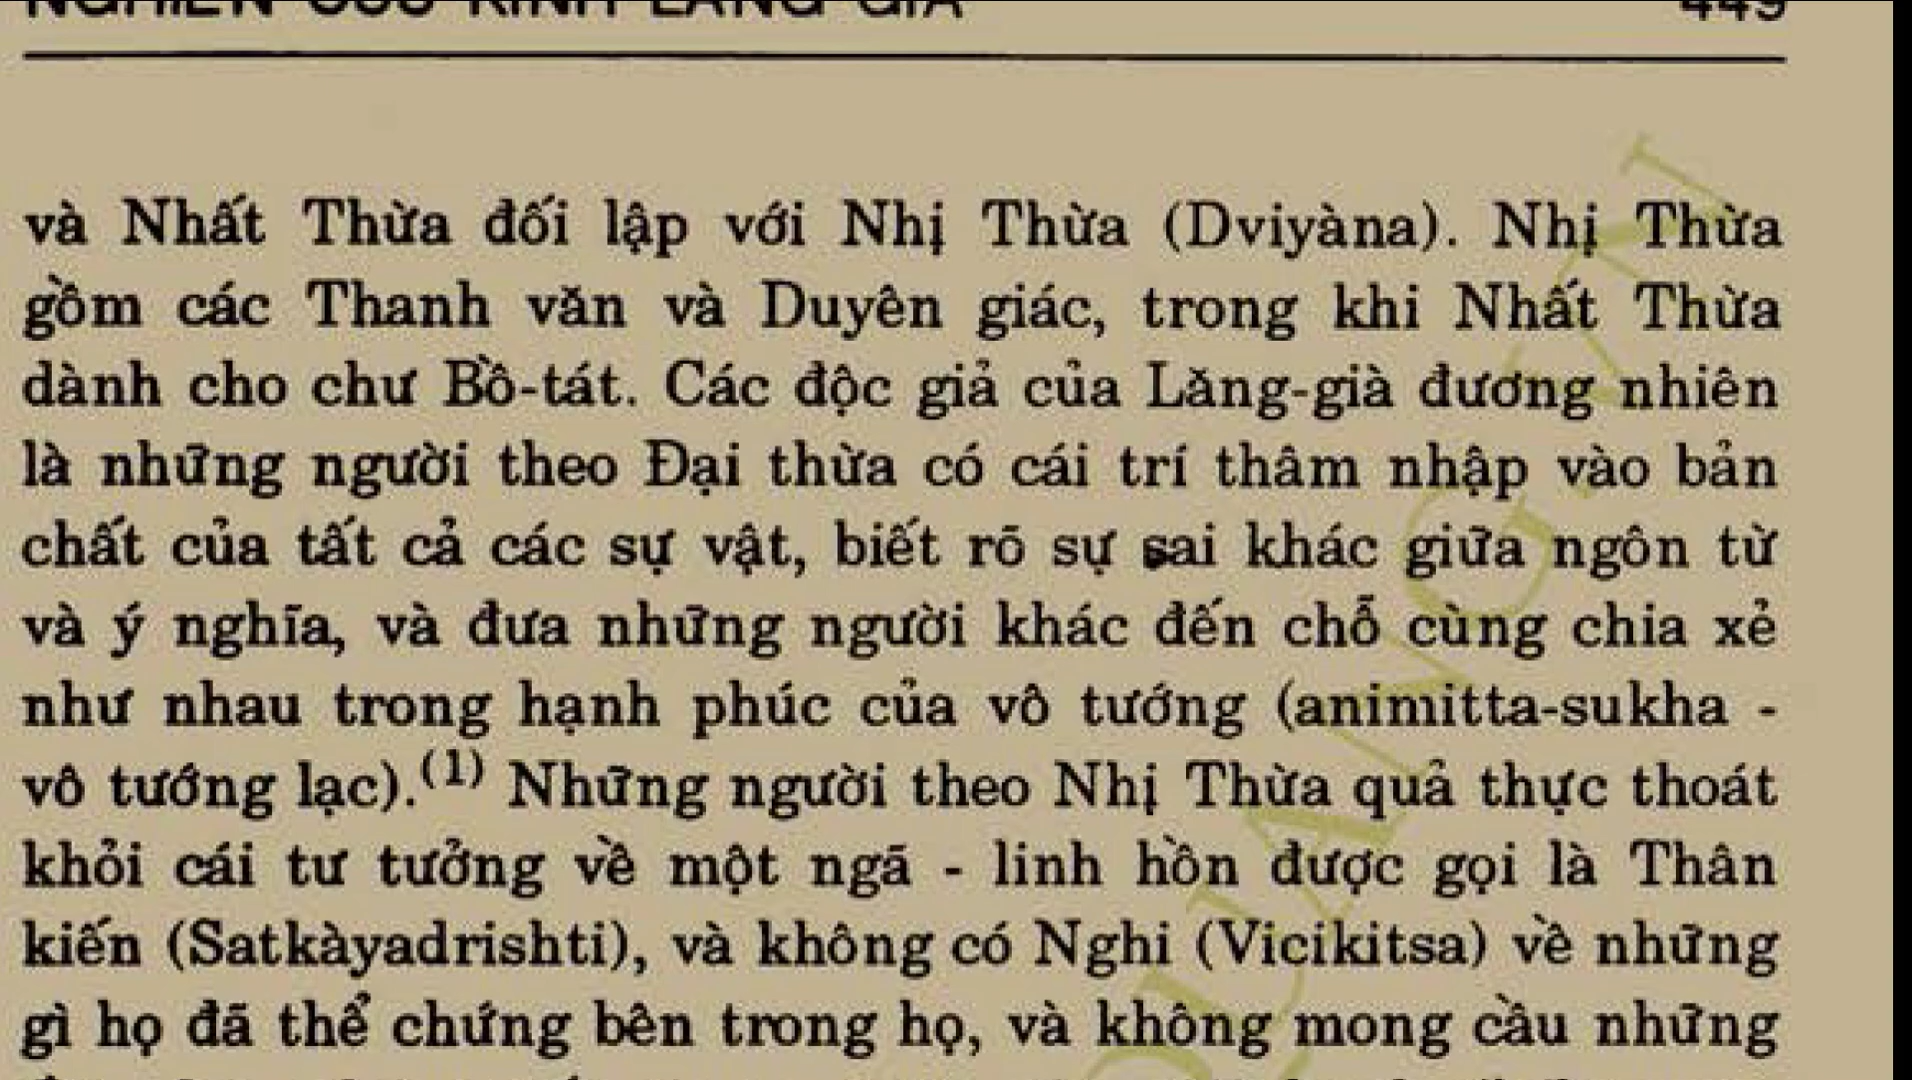 NGHIÊN CỨU KINH LĂNG GIÀ 449
và Nhất Thừa đối lập với Nhị Thừa (Dviyàna). Nhị Thừa
gồm các Thanh văn và Duyên giác, trong khi Nhất Thừa
dành cho chư Bồ-tát. Các độc giả của Lăng-già đương nhiên
là những người theo Đại thừa có cái trí thâm nhập vào bản
chất của tất cả các sự vật, biết rõ sự sai khác giữa ngôn từ
và ý nghĩa, và đưa những người khác đến chỗ cùng chia xẻ
như nhau trong hạnh phúc của vô tướng (animitta-sukha -
vô tướng lạc).(1) Những người theo Nhị Thừa quả thực thoát
khỏi cái tư tưởng về một ngã - linh hồn được gọi là Thân
kiến (Satkàyadrishti), và không có Nghi (Vicikitsa) về những
gì họ đã thể chứng bên trong họ, và không mong cầu những